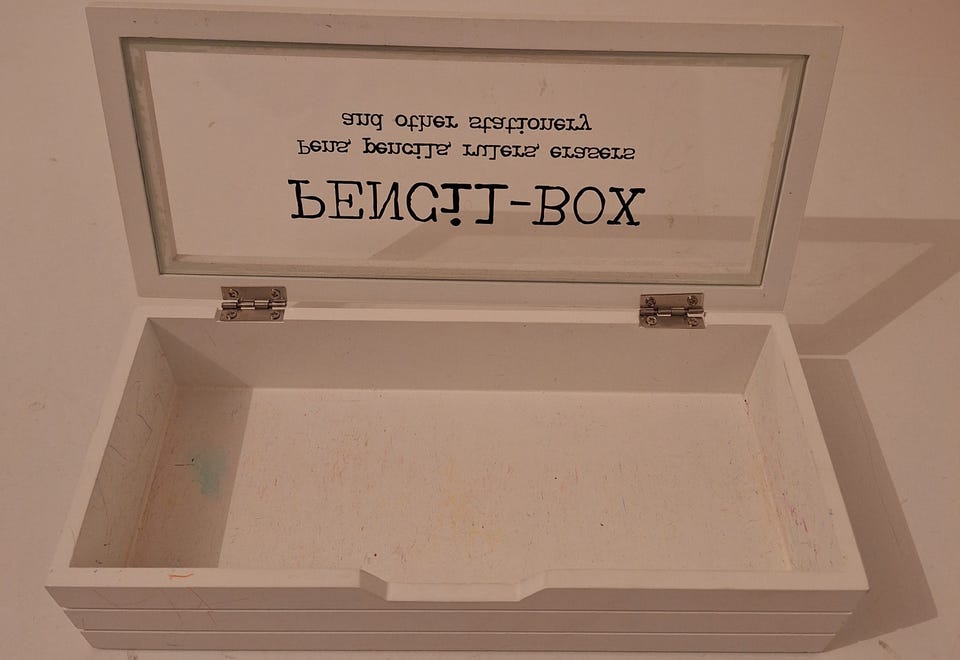 PENCiL-BOX
Pens, pencils, rulers, erasers
and other stationery